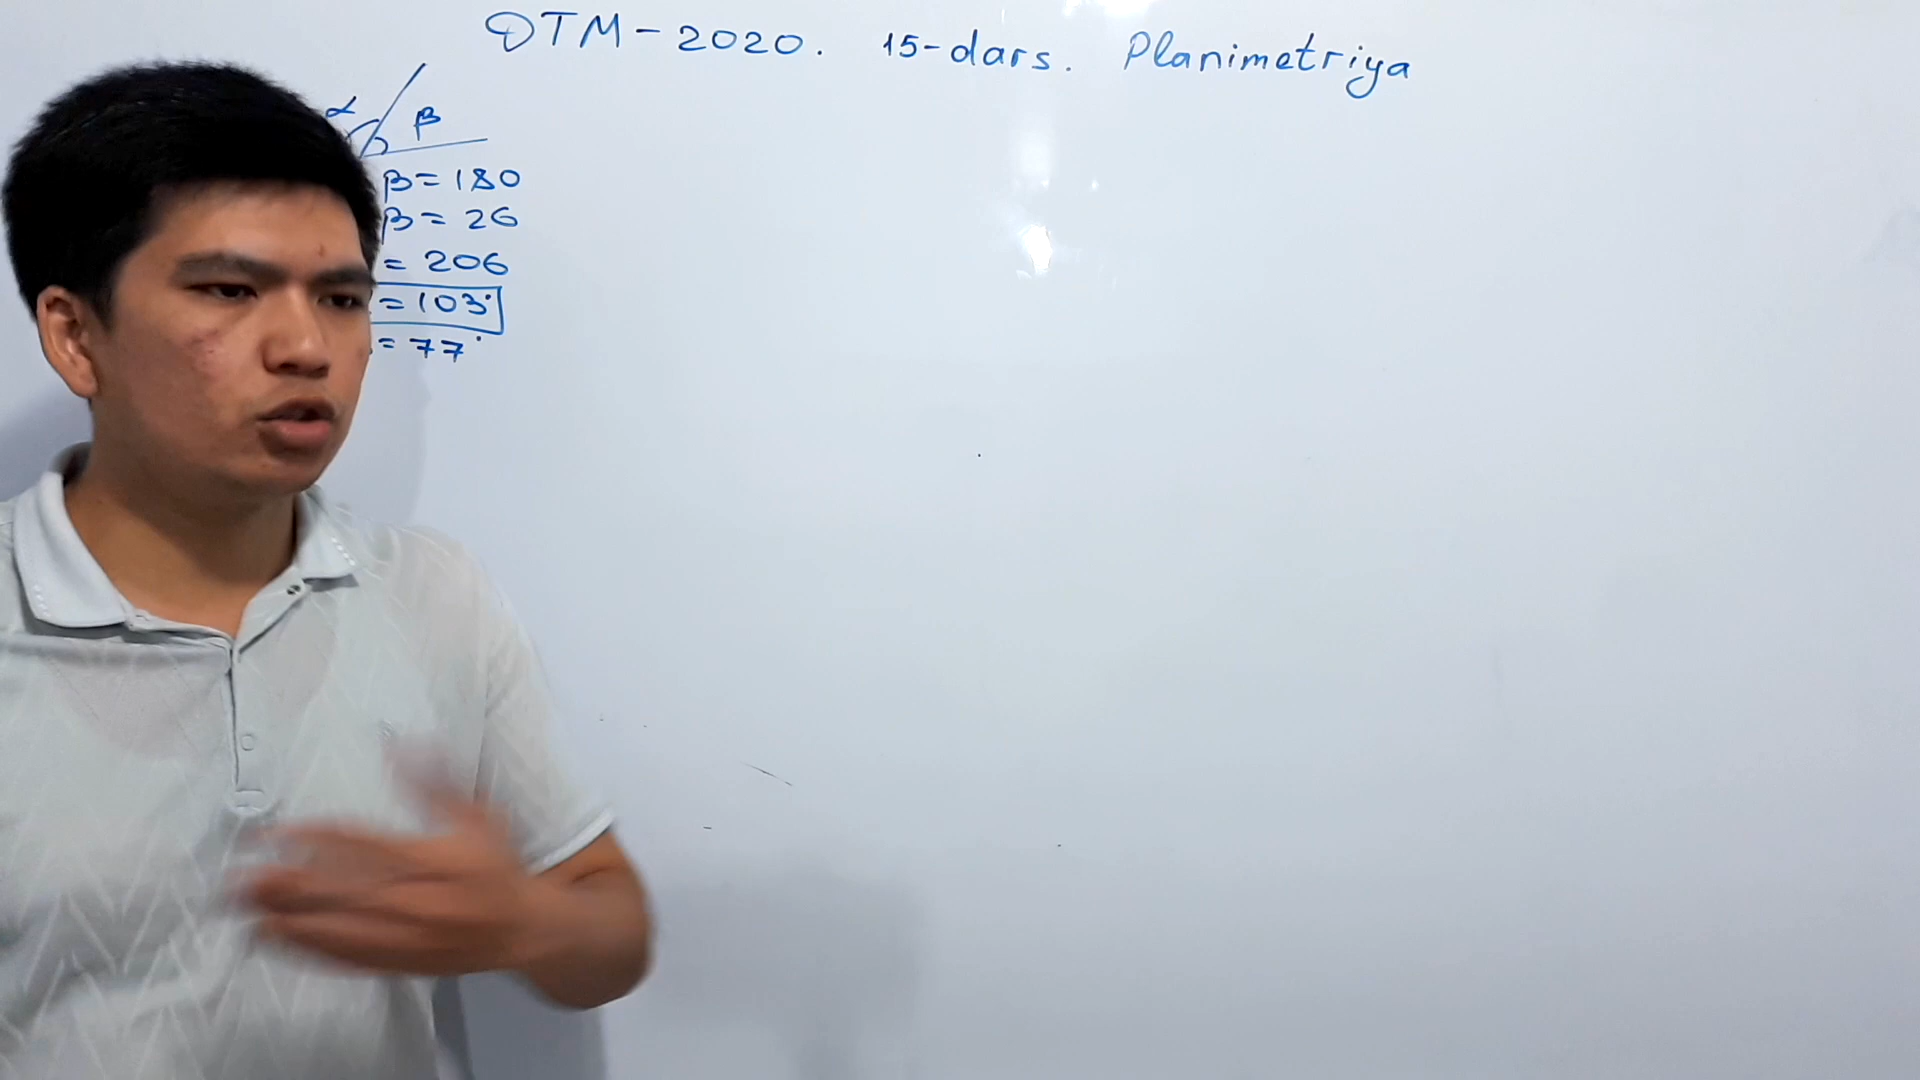 DTM - 2020. 15-dars. Planimetriya
α β
β = 180
β = 26
= 206
= 103°
= 77°